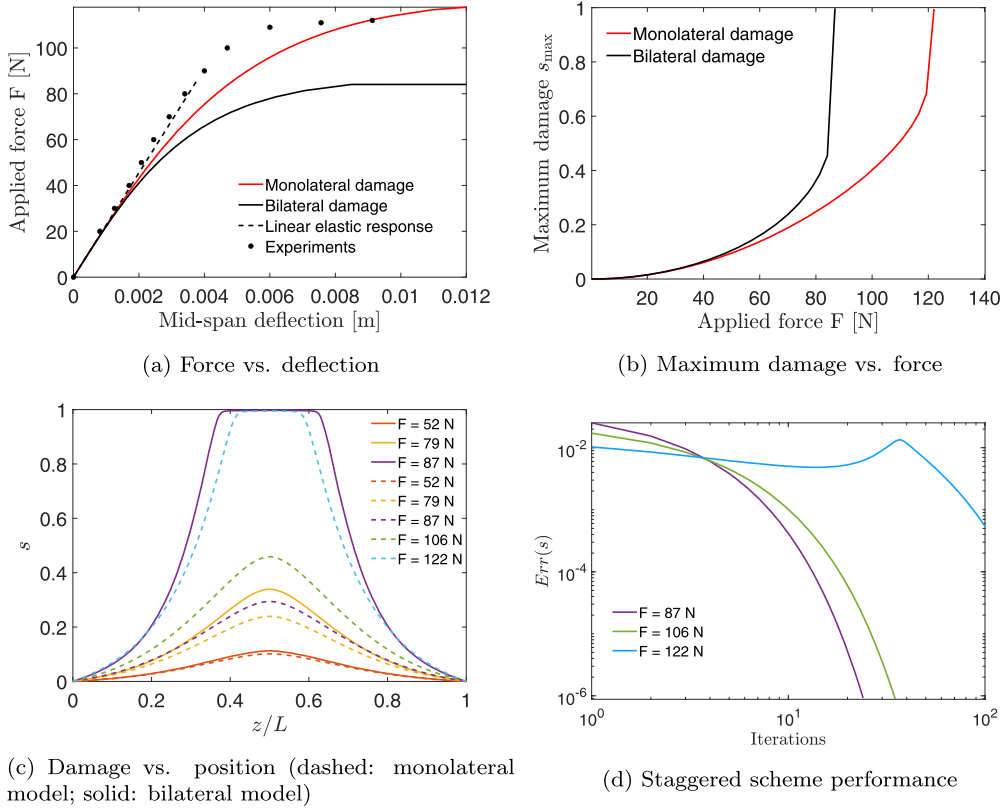 Applied force F [N]
100
80
60
40
20
0
Monolateral damage
Bilateral damage
Linear elastic response
Experiments
0
0.002
0.004
0.006
0.008
0.01
0.012
Mid-span deflection [m]
(a) Force vs. deflection
Maximum damage s_max
1
0.8
0.6
0.4
0.2
0
Monolateral damage
Bilateral damage
20
40
60
80
100
120
140
Applied force F [N]
(b) Maximum damage vs. force
s
1
0.8
0.6
0.4
0.2
0
F = 52 N
F = 79 N
F = 87 N
F = 52 N
F = 79 N
F = 87 N
F = 106 N
F = 122 N
0
0.2
0.4
0.6
0.8
1
z/L
(c) Damage vs. position (dashed: monolateral
model; solid: bilateral model)
Err(s)
10^-2
10^-4
10^-6
F = 87 N
F = 106 N
F = 122 N
10^0
10^1
10^2
Iterations
(d) Staggered scheme performance